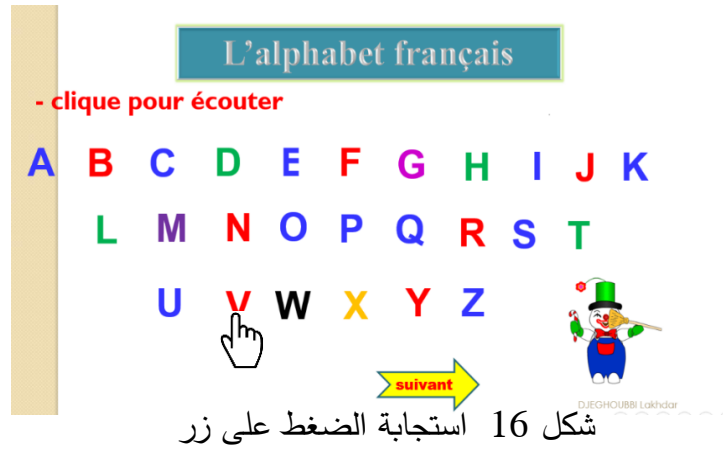 L'alphabet français
- clique pour écouter
A B C D E F G H I J K
L M N O P Q R S T
U V W X Y Z
suivant
DJEGHOUBBI Lakhdar
شكل 16 استجابة الضغط على زر